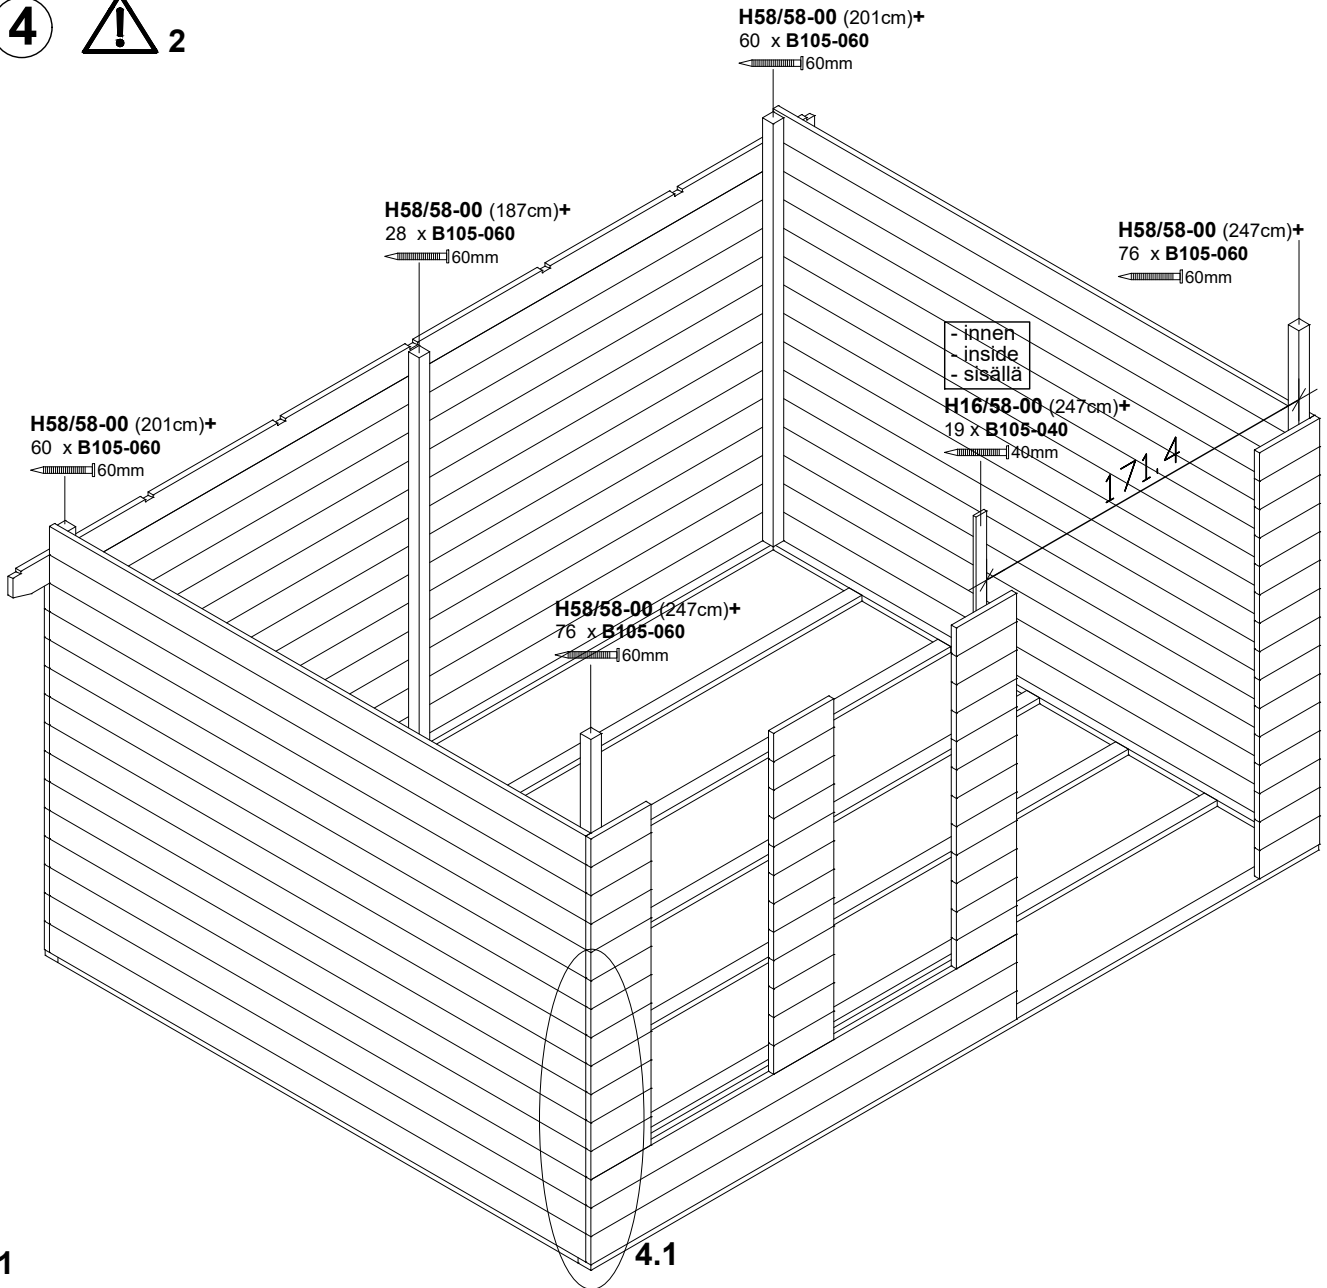 4
2
H58/58-00 (201cm)+
60 x B105-060
60mm
H58/58-00 (187cm)+
28 x B105-060
60mm
H58/58-00 (247cm)+
76 x B105-060
60mm
- innen
- inside
- sisällä
H16/58-00 (247cm)+
19 x B105-040
40mm
171.4
H58/58-00 (201cm)+
60 x B105-060
60mm
H58/58-00 (247cm)+
76 x B105-060
60mm
4.1
1